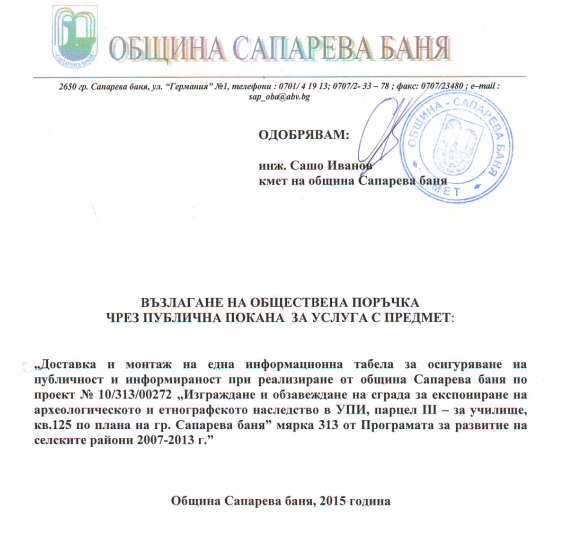 ОБЩИНА САПАРЕВА БАНЯ
2650 гр. Сапарева баня, ул. “Германия” №1, телефони : 0701/ 4 19 13; 0707/2- 33 – 78 ; факс: 0707/23480 ; e–mail :
sap_oba@abv.bg
ОДОБРЯВАМ:
инж. Сашо Иванов
кмет на община Сапарева баня
ОБЩИНА - САПАРЕВА БАНЯ
КМЕТ
ВЪЗЛАГАНЕ НА ОБЩЕСТВЕНА ПОРЪЧКА
ЧРЕЗ ПУБЛИЧНА ПОКАНА ЗА УСЛУГА С ПРЕДМЕТ:
„Доставка и монтаж на една информационна табела за осигуряване на
публичност и информираност при реализиране от община Сапарева баня по
проект № 10/313/00272 „Изграждане и обзавеждане на сграда за експониране на
археологическото и етнографското наследство в УПИ, парцел III – за училище,
кв.125 по плана на гр. Сапарева баня” мярка 313 от Програмата за развитие на
селските райони 2007-2013 г.”
Община Сапарева баня, 2015 година